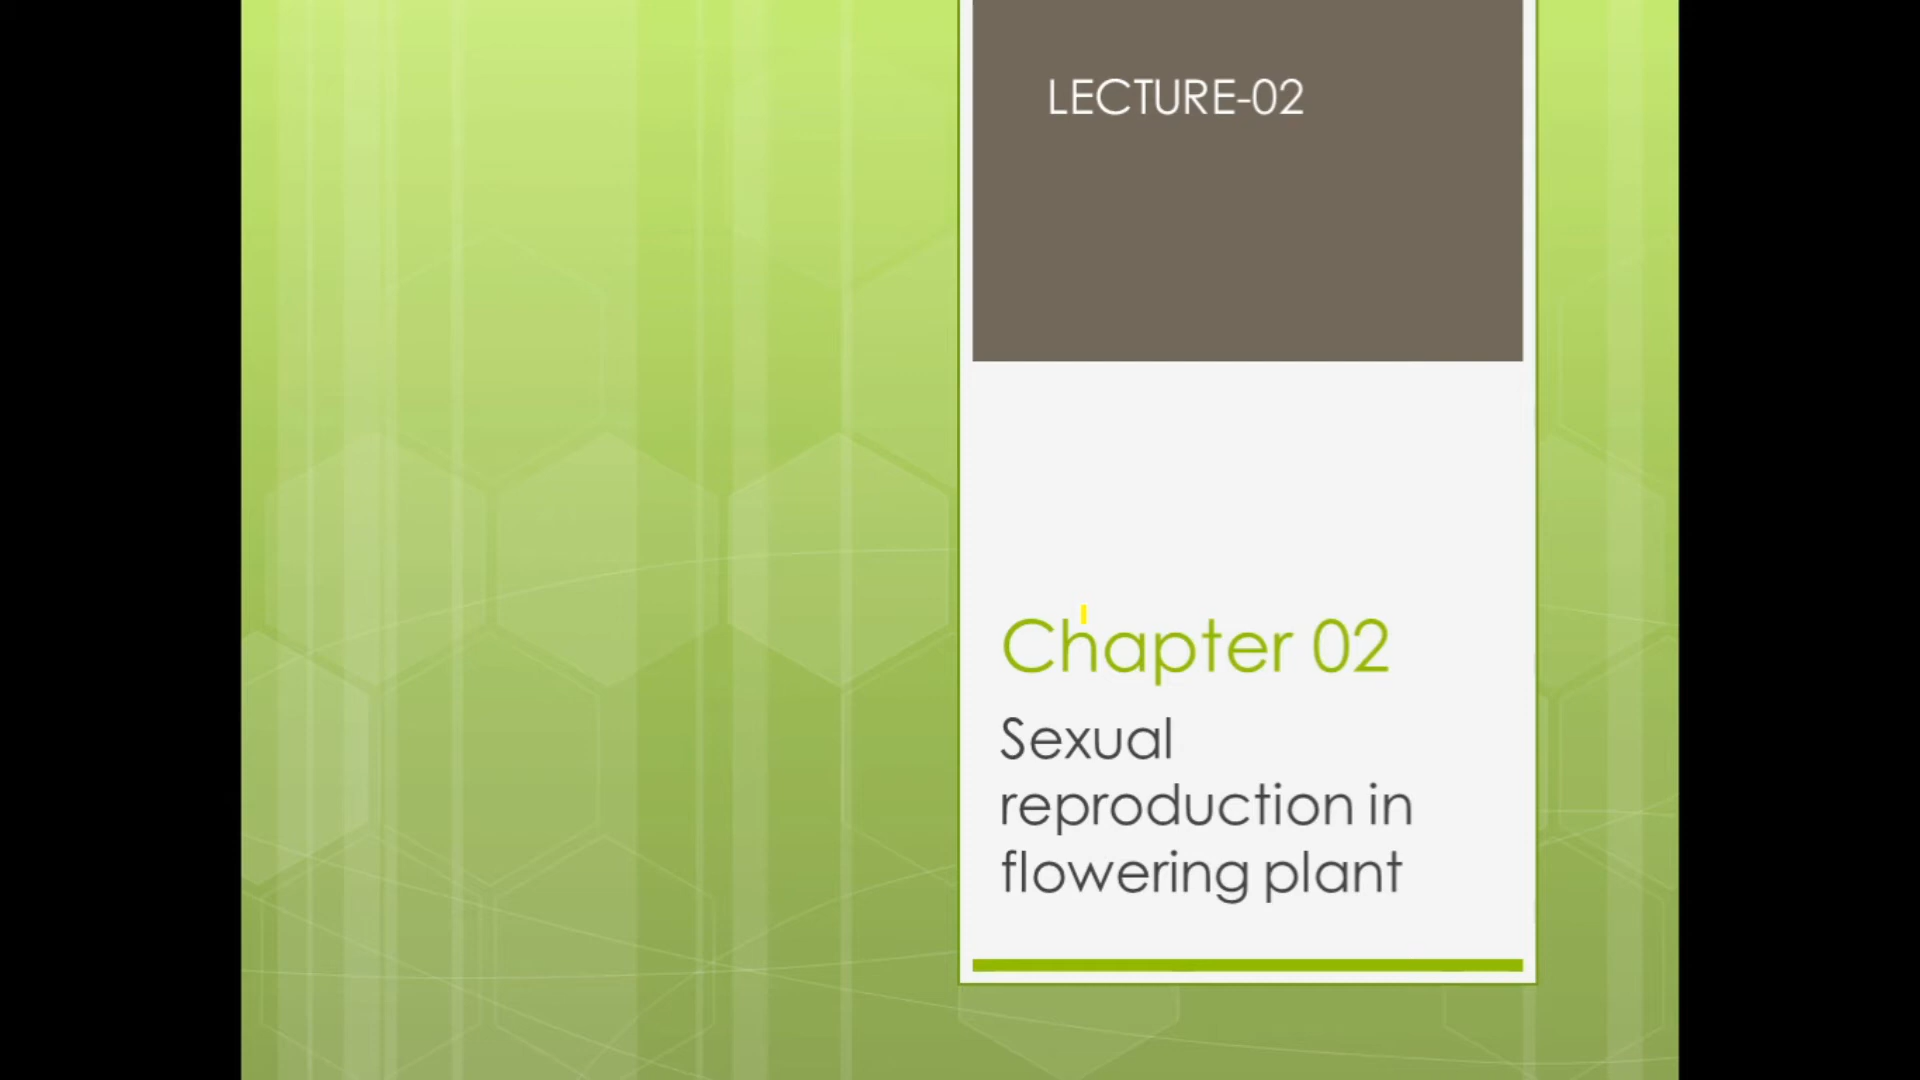 LECTURE-02
Chapter 02
Sexual
reproduction in
flowering plant